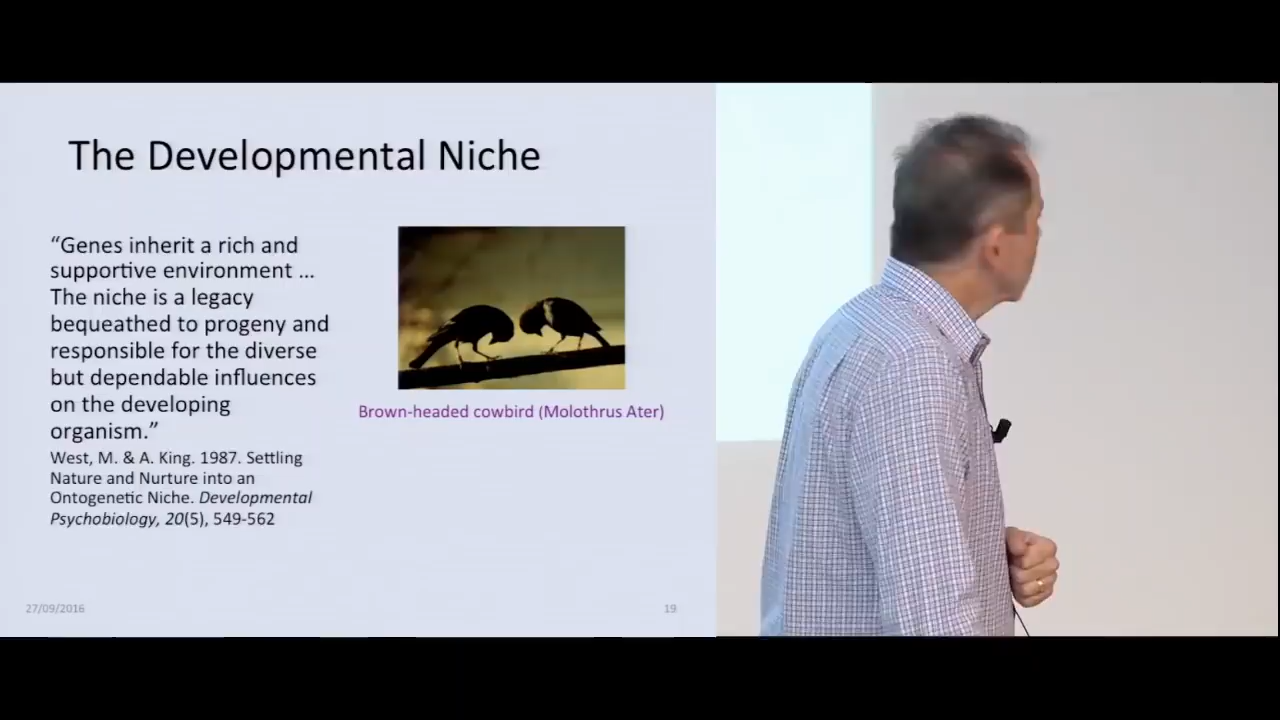 The Developmental Niche
“Genes inherit a rich and
supportive environment ...
The niche is a legacy
bequeathed to progeny and
responsible for the diverse
but dependable influences
on the developing
organism.”
West, M. & A. King. 1987. Settling
Nature and Nurture into an
Ontogenetic Niche. Developmental
Psychobiology, 20(5), 549-562
Brown-headed cowbird (Molothrus Ater)
27/09/2016
19